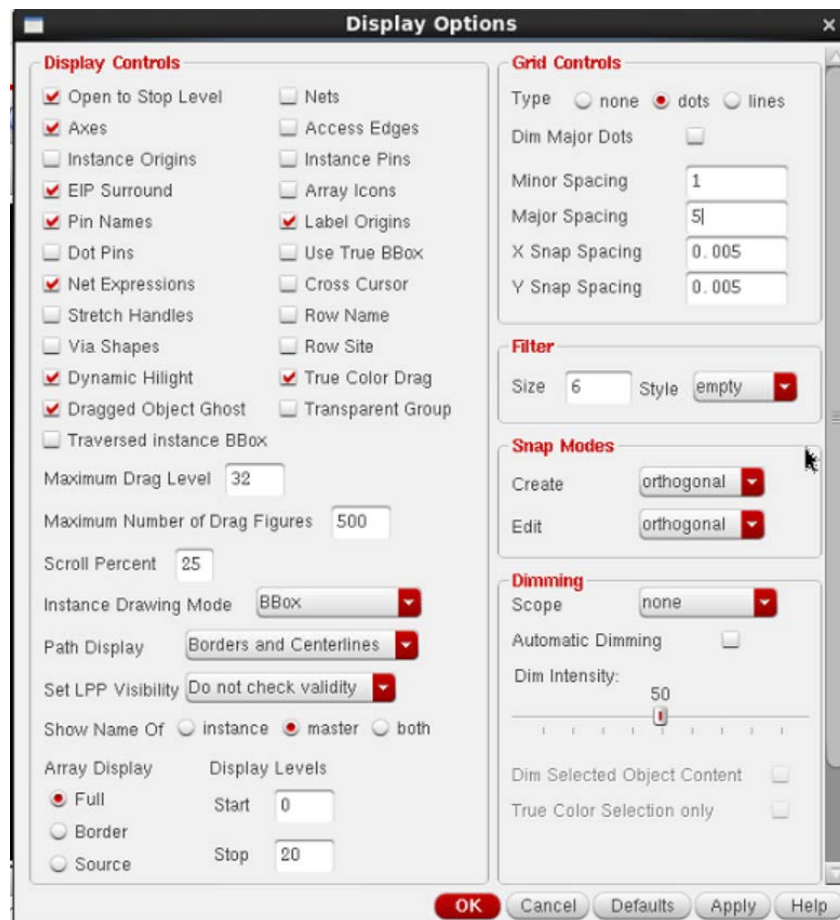 Display Options
Display Controls
Open to Stop Level
Nets
Axes
Access Edges
Instance Origins
Instance Pins
EIP Surround
Array Icons
Pin Names
Label Origins
Dot Pins
Use True BBox
Net Expressions
Cross Cursor
Stretch Handles
Row Name
Via Shapes
Row Site
Dynamic Hilight
True Color Drag
Dragged Object Ghost
Transparent Group
Traversed instance BBox
Maximum Drag Level 32
Maximum Number of Drag Figures 500
Scroll Percent 25
Instance Drawing Mode BBox
Path Display Borders and Centerlines
Set LPP Visibility Do not check validity
Show Name Of instance master both
Array Display
Full
Border
Source
Display Levels
Start 0
Stop 20
Grid Controls
Type none dots lines
Dim Major Dots
Minor Spacing 1
Major Spacing 5
X Snap Spacing 0.005
Y Snap Spacing 0.005
Filter
Size 6 Style empty
Snap Modes
Create orthogonal
Edit orthogonal
Dimming
Scope none
Automatic Dimming
Dim Intensity:
50
Dim Selected Object Content
True Color Selection only
OK Cancel Defaults Apply Help